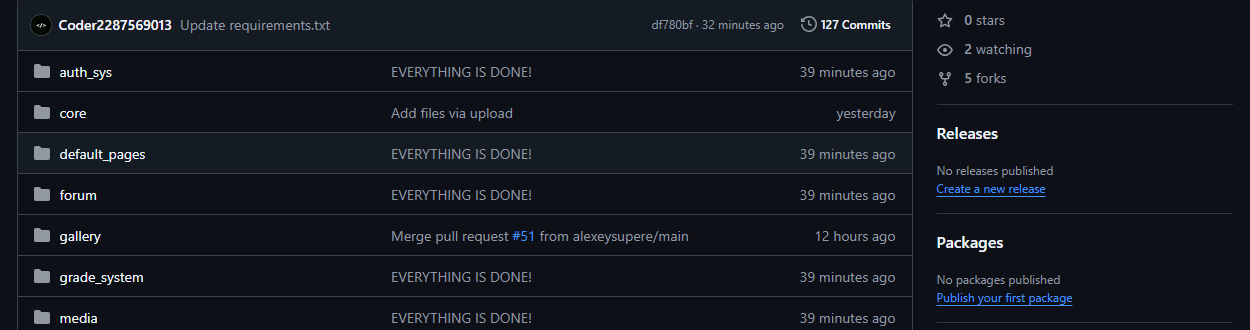 Coder2287569013 Update requirements.txt df780bf · 32 minutes ago 127 Commits
auth_sys EVERYTHING IS DONE! 39 minutes ago
core Add files via upload yesterday
default_pages EVERYTHING IS DONE! 39 minutes ago
forum EVERYTHING IS DONE! 39 minutes ago
gallery Merge pull request #51 from alexeysupere/main 12 hours ago
grade_system EVERYTHING IS DONE! 39 minutes ago
media EVERYTHING IS DONE! 39 minutes ago
0 stars
2 watching
5 forks
Releases
No releases published
Create a new release
Packages
No packages published
Publish your first package